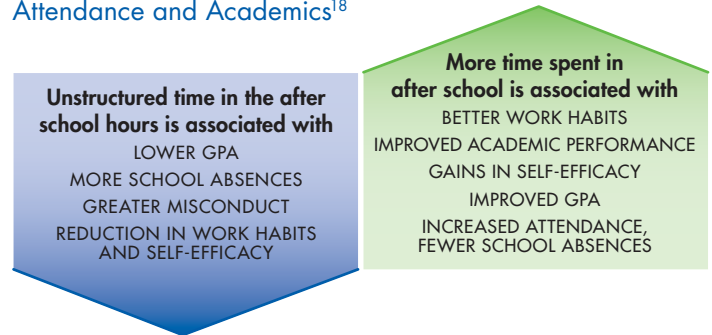 Attendance and Academics18
Unstructured time in the after
school hours is associated with
LOWER GPA
MORE SCHOOL ABSENCES
GREATER MISCONDUCT
REDUCTION IN WORK HABITS
AND SELF-EFFICACY
More time spent in
after school is associated with
BETTER WORK HABITS
IMPROVED ACADEMIC PERFORMANCE
GAINS IN SELF-EFFICACY
IMPROVED GPA
INCREASED ATTENDANCE,
FEWER SCHOOL ABSENCES